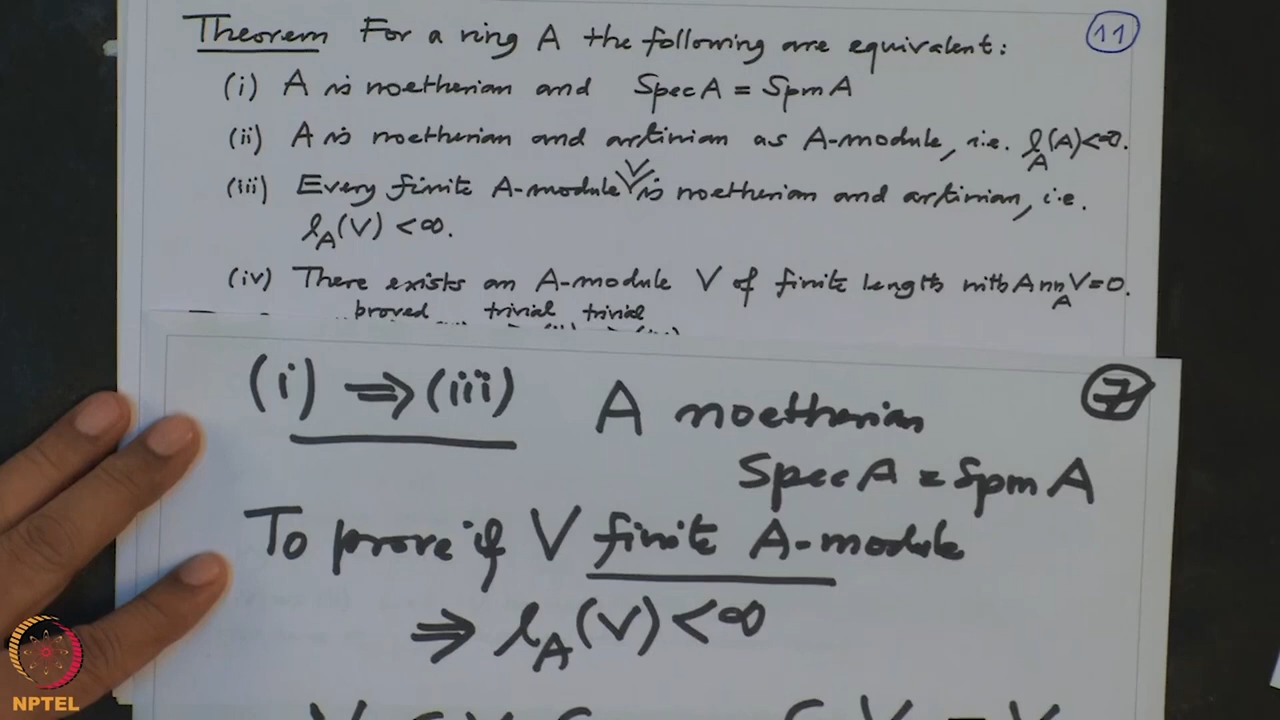 Theorem For a ring A the following are equivalent:
11
(i) A is noetherian and Spec A = Spm A
(ii) A is noetherian and artinian as A-module, i.e. l_A(A)<∞.
(iii) Every finite A-module V is noetherian and artinian, i.e.
l_A(V) <∞.
(iv) There exists an A-module V of finite length with Ann_A V=0.
proved trivial trivial
(i) ⇒ (iii) A noetherian
7
Spec A = Spm A
To prove if V finite A-module
⇒ l_A(V) <∞
NPTEL